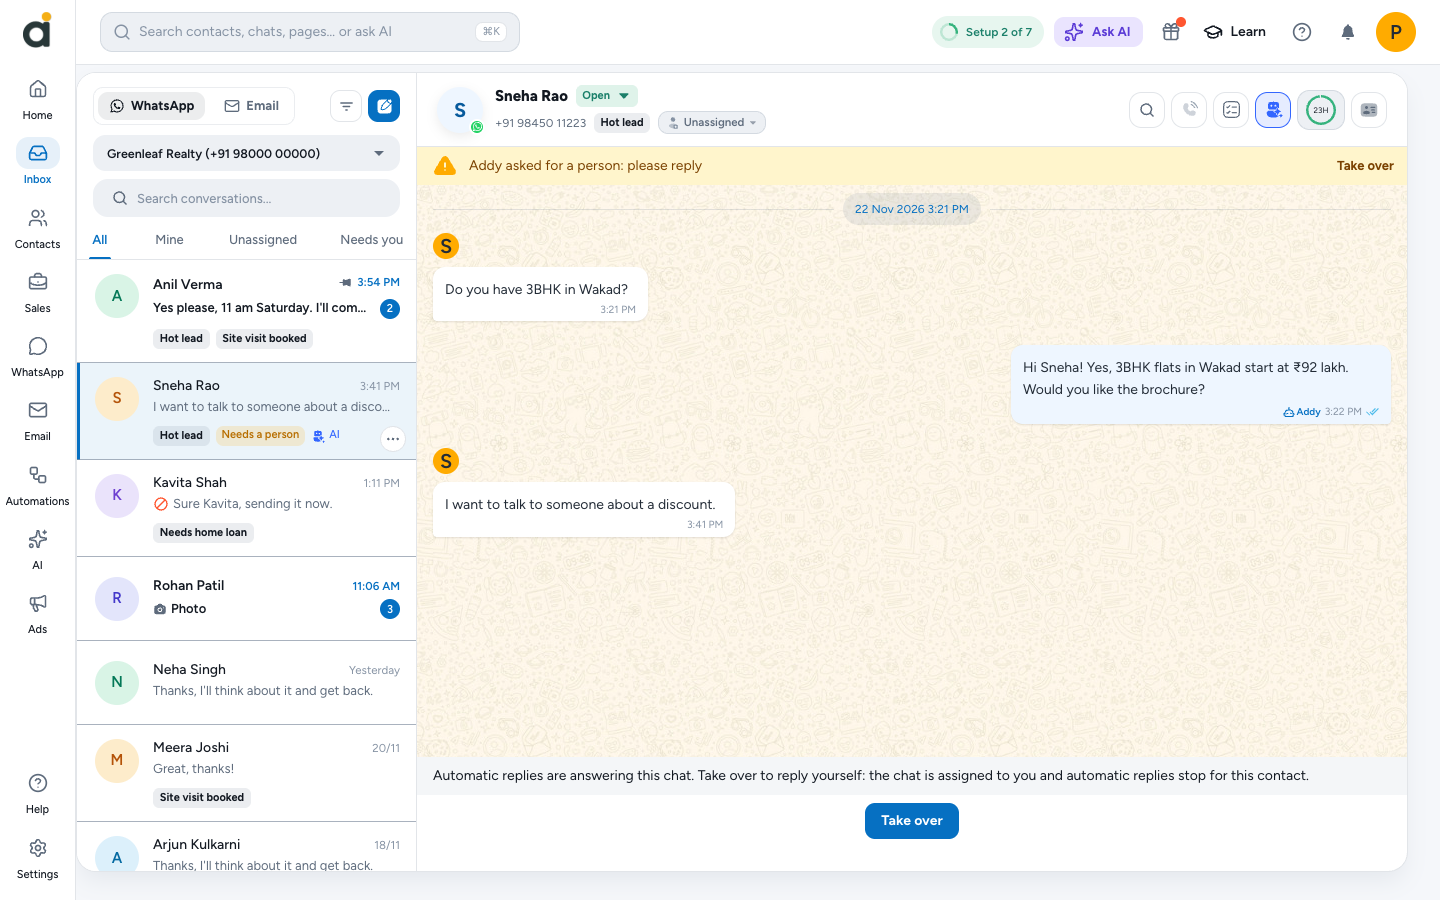 Search contacts, chats, pages... or ask AI
⌘K
Setup 2 of 7
Ask AI
Learn
P
Home
Inbox
Contacts
Sales
WhatsApp
Email
Automations
AI
Ads
Help
Settings
WhatsApp
Email
Greenleaf Realty (+91 98000 00000)
Search conversations...
All
Mine
Unassigned
Needs you
A
Anil Verma
3:54 PM
Yes please, 11 am Saturday. I'll com...
2
Hot lead
Site visit booked
S
Sneha Rao
3:41 PM
I want to talk to someone about a disco...
Hot lead
Needs a person
AI
K
Kavita Shah
1:11 PM
Sure Kavita, sending it now.
Needs home loan
R
Rohan Patil
11:06 AM
Photo
3
N
Neha Singh
Yesterday
Thanks, I'll think about it and get back.
M
Meera Joshi
20/11
Great, thanks!
Site visit booked
A
Arjun Kulkarni
18/11
Thanks, I'll think about it and get back.
S
Sneha Rao
Open
+91 98450 11223
Hot lead
Unassigned
23H
Addy asked for a person: please reply
Take over
22 Nov 2026 3:21 PM
S
Do you have 3BHK in Wakad?
3:21 PM
Hi Sneha! Yes, 3BHK flats in Wakad start at ₹92 lakh.
Would you like the brochure?
Addy 3:22 PM
S
I want to talk to someone about a discount.
3:41 PM
Automatic replies are answering this chat. Take over to reply yourself: the chat is assigned to you and automatic replies stop for this contact.
Take over